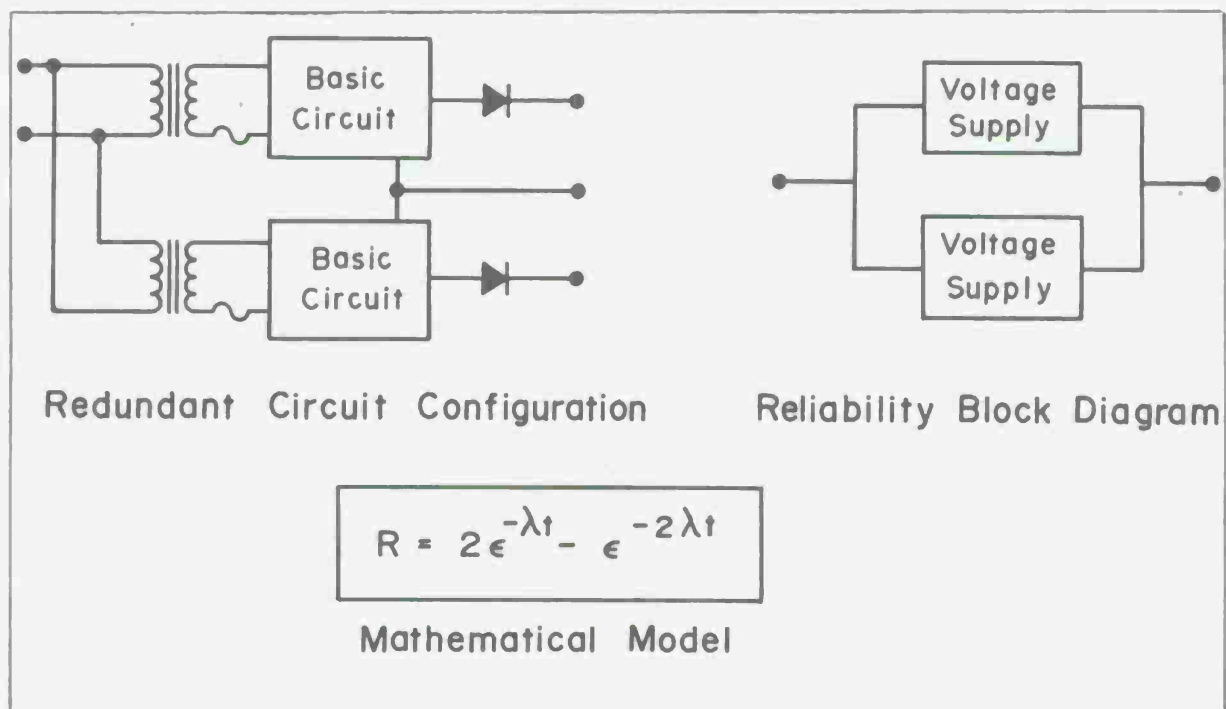 Basic
Circuit
Voltage
Supply
Basic
Circuit
Voltage
Supply
Redundant Circuit Configuration
Reliability Block Diagram
R = 2ϵ^{-λt} - ϵ^{-2λt}
Mathematical Model